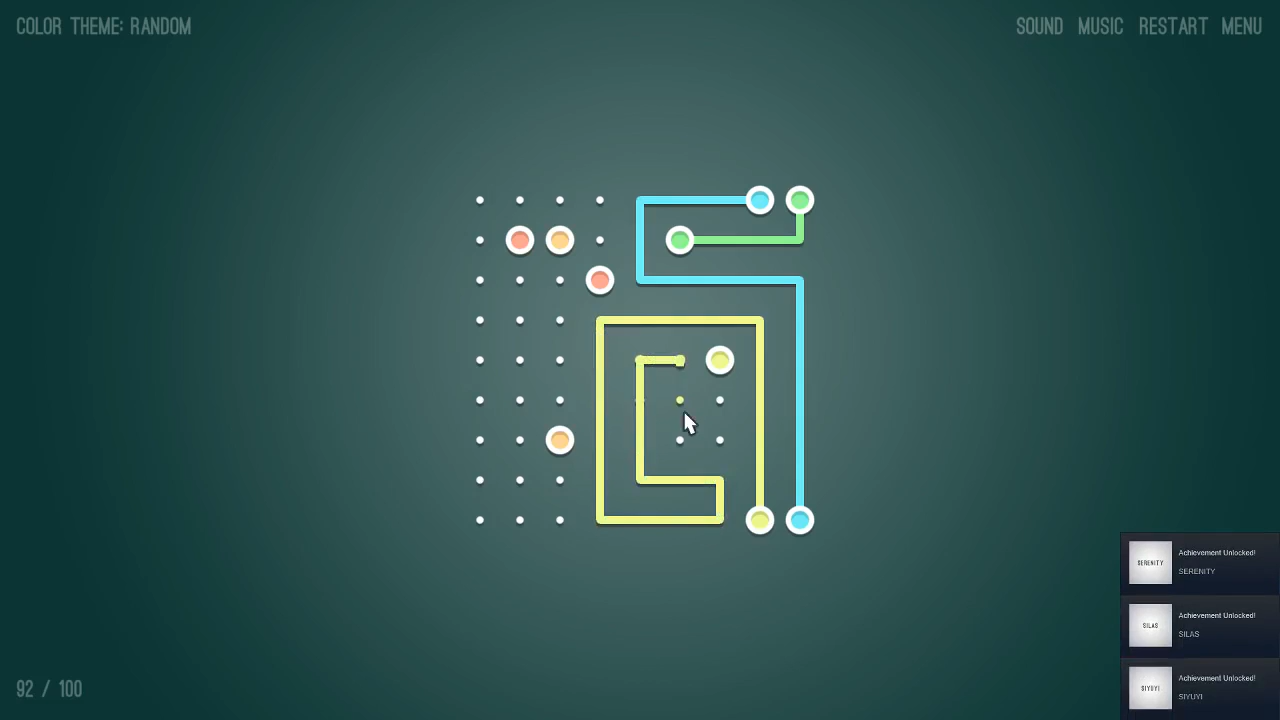 COLOR THEME: RANDOM
SOUND MUSIC RESTART MENU
SERENITY
Achievement Unlocked!
SERENITY
SILAS
Achievement Unlocked!
SILAS
SIYUYI
Achievement Unlocked!
SIYUYI
92 / 100